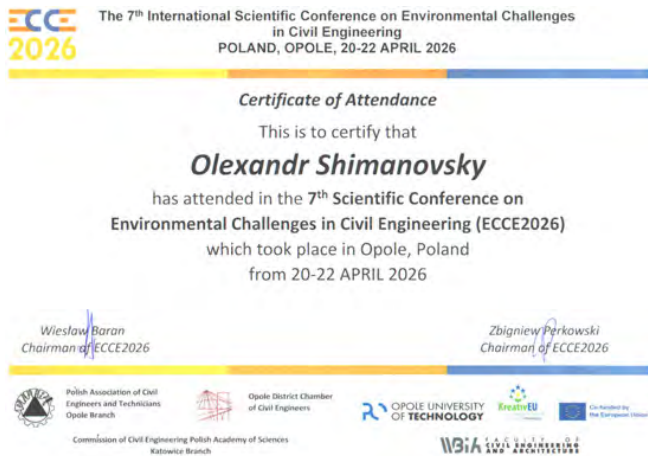 ECCE
2026
The 7th International Scientific Conference on Environmental Challenges
in Civil Engineering
POLAND, OPOLE, 20-22 APRIL 2026
Certificate of Attendance
This is to certify that
Olexandr Shimanovsky
has attended in the 7th Scientific Conference on
Environmental Challenges in Civil Engineering (ECCE2026)
which took place in Opole, Poland
from 20-22 APRIL 2026
Wiesław Baran
Chairman of ECCE2026
Zbigniew Perkowski
Chairman of ECCE2026
Polish Association of Civil
Engineers and Technicians
Opole Branch
Opole District Chamber
of Civil Engineers
OPOLE UNIVERSITY
OF TECHNOLOGY
KreativEU
Co-funded by
the European Union
Commission of Civil Engineering Polish Academy of Sciences
Katowice Branch
WBiA
FACULTY OF
CIVIL ENGINEERING
AND ARCHITECTURE